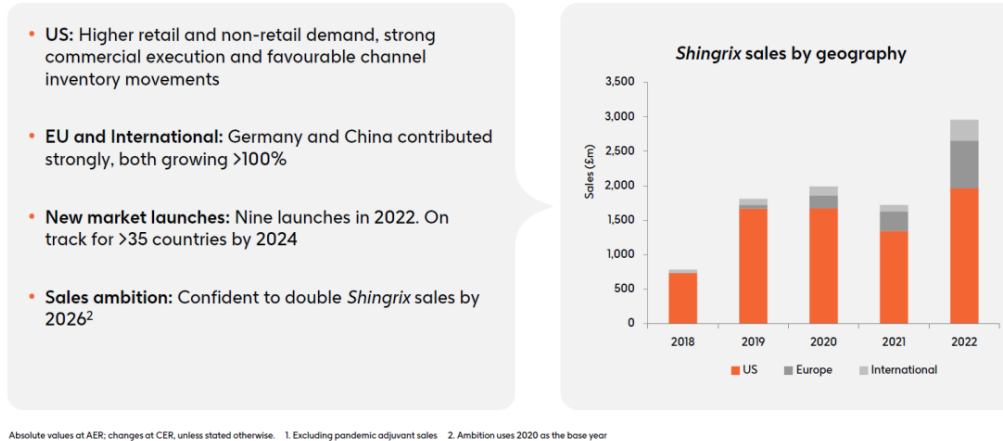 • US: Higher retail and non-retail demand, strong
commercial execution and favourable channel
inventory movements
• EU and International: Germany and China contributed
strongly, both growing >100%
• New market launches: Nine launches in 2022. On
track for >35 countries by 2024
• Sales ambition: Confident to double Shingrix sales by
2026²
Shingrix sales by geography
Sales (£m)
3,500
3,000
2,500
2,000
1,500
1,000
500
0
2018 2019 2020 2021 2022
US Europe International
Absolute values at AER; changes at CER, unless stated otherwise. 1. Excluding pandemic adjuvant sales 2. Ambition uses 2020 as the base year